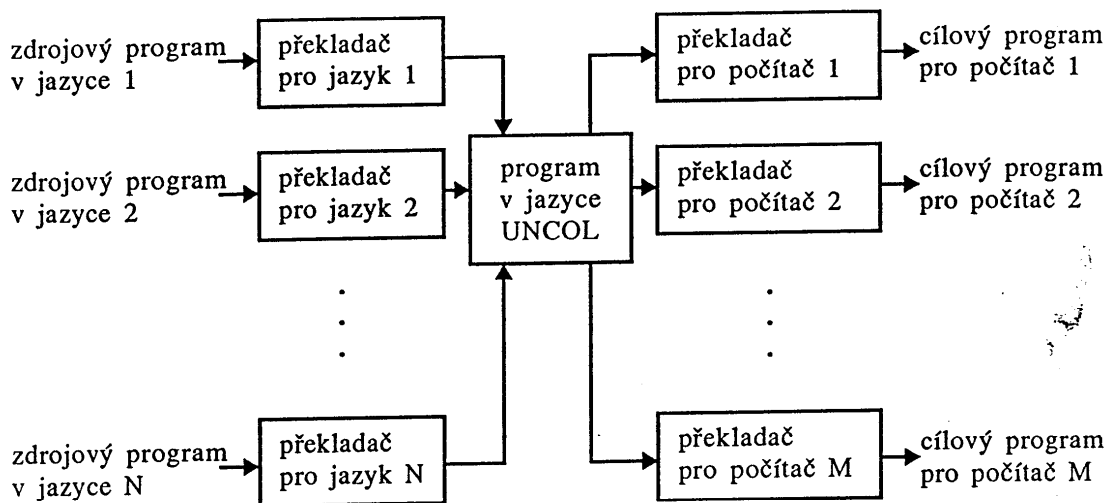 zdrojový program
v jazyce 1
překladač
pro jazyk 1
překladač
pro počítač 1
cílový program
pro počítač 1
zdrojový program
v jazyce 2
překladač
pro jazyk 2
program
v jazyce
UNCOL
překladač
pro počítač 2
cílový program
pro počítač 2
zdrojový program
v jazyce N
překladač
pro jazyk N
překladač
pro počítač M
cílový program
pro počítač M